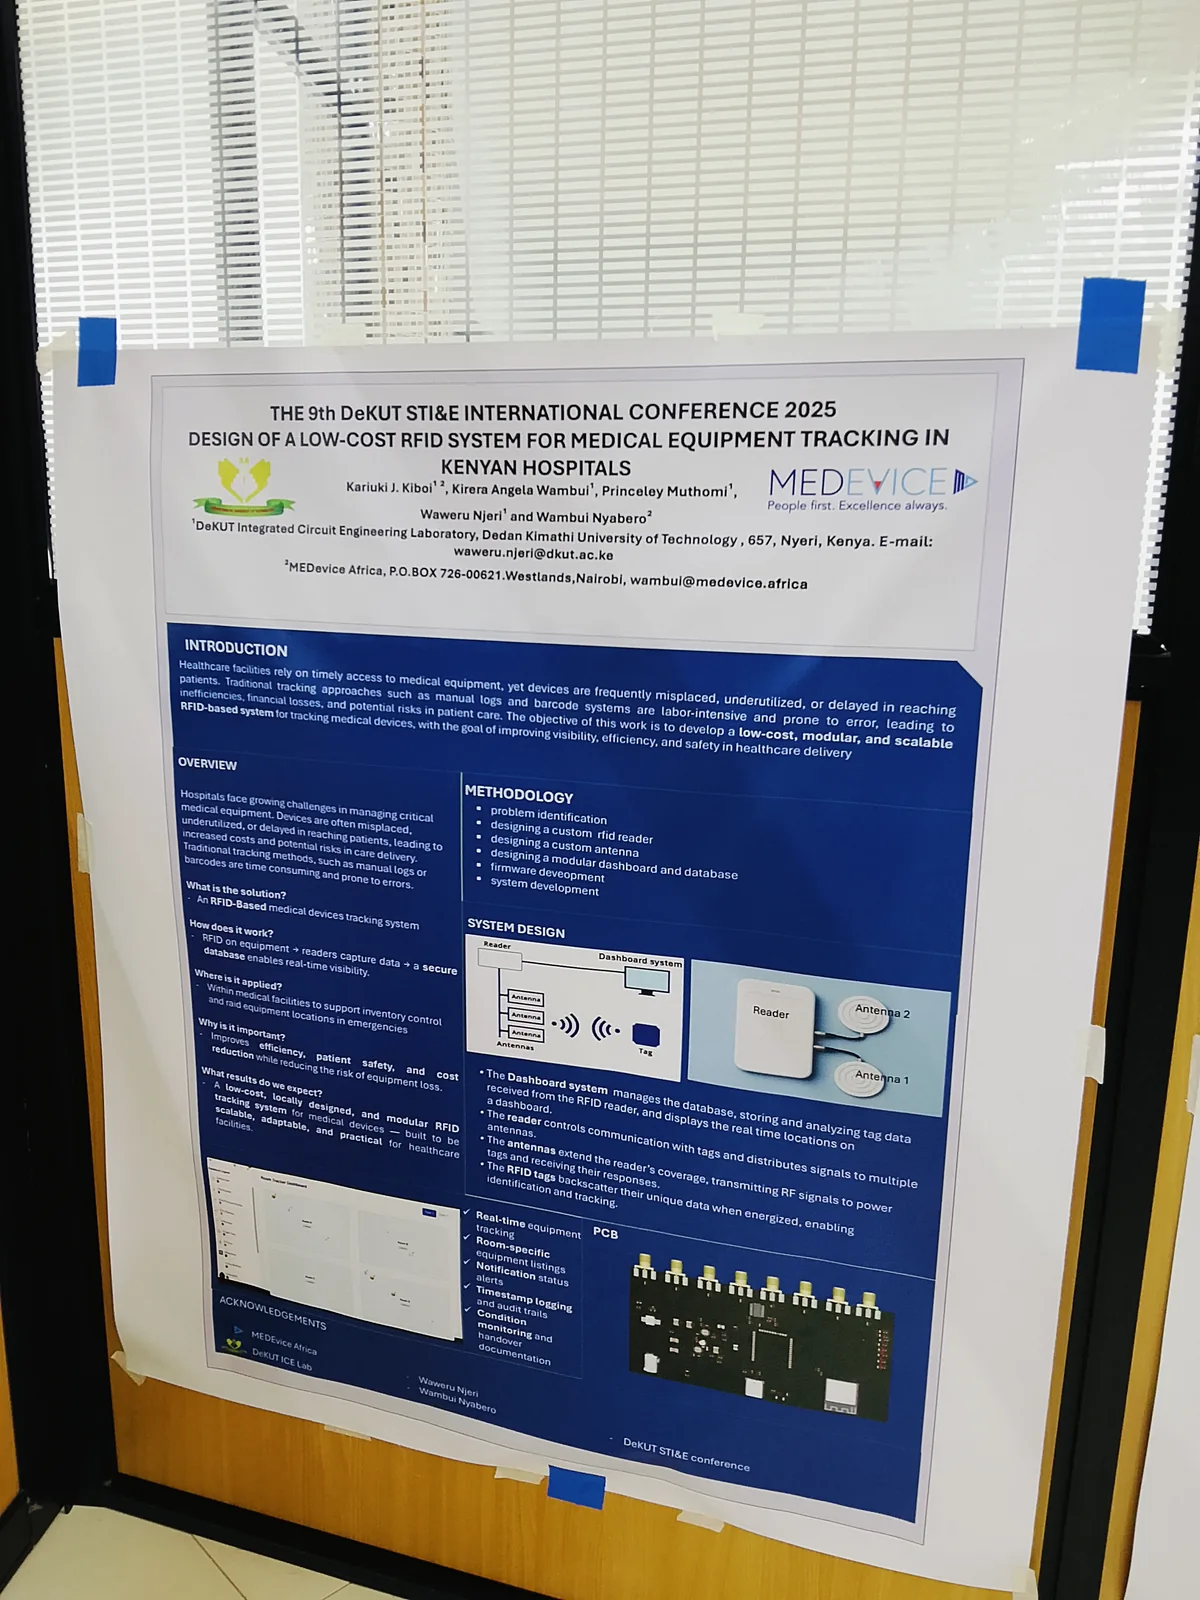 THE 9th DeKUT STI&E INTERNATIONAL CONFERENCE 2025
DESIGN OF A LOW-COST RFID SYSTEM FOR MEDICAL EQUIPMENT TRACKING IN
KENYAN HOSPITALS
Kariuki J. Kiboi¹ ², Kirera Angela Wambui¹, Princeley Muthomi¹,
Waweru Njeri¹ and Wambui Nyabero²
MEDEVICE
People first. Excellence always.
¹DeKUT Integrated Circuit Engineering Laboratory, Dedan Kimathi University of Technology , 657, Nyeri, Kenya. E-mail:
waweru.njeri@dkut.ac.ke
²MEDevice Africa, P.O.BOX 726-00621.Westlands,Nairobi, wambui@medevice.africa
INTRODUCTION
Healthcare facilities rely on timely access to medical equipment, yet devices are frequently misplaced, underutilized, or delayed in reaching
patients. Traditional tracking approaches such as manual logs and barcode systems are labor-intensive and prone to error, leading to
inefficiencies, financial losses, and potential risks in patient care. The objective of this work is to develop a low-cost, modular, and scalable
RFID-based system for tracking medical devices, with the goal of improving visibility, efficiency, and safety in healthcare delivery
OVERVIEW
Hospitals face growing challenges in managing critical
medical equipment. Devices are often misplaced,
underutilized, or delayed in reaching patients, leading to
increased costs and potential risks in care delivery.
Traditional tracking methods, such as manual logs or
barcodes are time consuming and prone to errors.
What is the solution?
- An RFID-Based medical devices tracking system
How does it work?
- RFID on equipment → readers capture data → a secure
database enables real-time visibility.
Where is it applied?
- Within medical facilities to support inventory control
and raid equipment locations in emergencies
Why is it important?
- Improves efficiency, patient safety, and cost
reduction while reducing the risk of equipment loss.
What results do we expect?
- A low-cost, locally designed, and modular RFID
tracking system for medical devices — built to be
scalable, adaptable, and practical for healthcare
facilities.
METHODOLOGY
▪ problem identification
▪ designing a custom rfid reader
▪ designing a custom antenna
▪ designing a modular dashboard and database
▪ firmware deveopment
▪ system development
SYSTEM DESIGN
Reader
Dashboard system
Antenna
Antenna
Antenna
Antennas
Tag
Reader
Antenna 2
Antenna 1
• The Dashboard system manages the database, storing and analyzing tag data
received from the RFID reader, and displays the real time locations on
a dashboard.
• The reader controls communication with tags and distributes signals to multiple
antennas.
• The antennas extend the reader's coverage, transmitting RF signals to power
tags and receiving their responses.
• The RFID tags backscatter their unique data when energized, enabling
identification and tracking.
Room Tracker Dashboard
✓ Real-time equipment
tracking
✓ Room-specific
equipment listings
✓ Notification status
alerts
✓ Timestamp logging
and audit trails
✓ Condition
monitoring and
handover
documentation
PCB
ACKNOWLEDGEMENTS
MEDEvice Africa
DeKUT ICE Lab
- Waweru Njeri
- Wambui Nyabero
- DeKUT STI&E conference